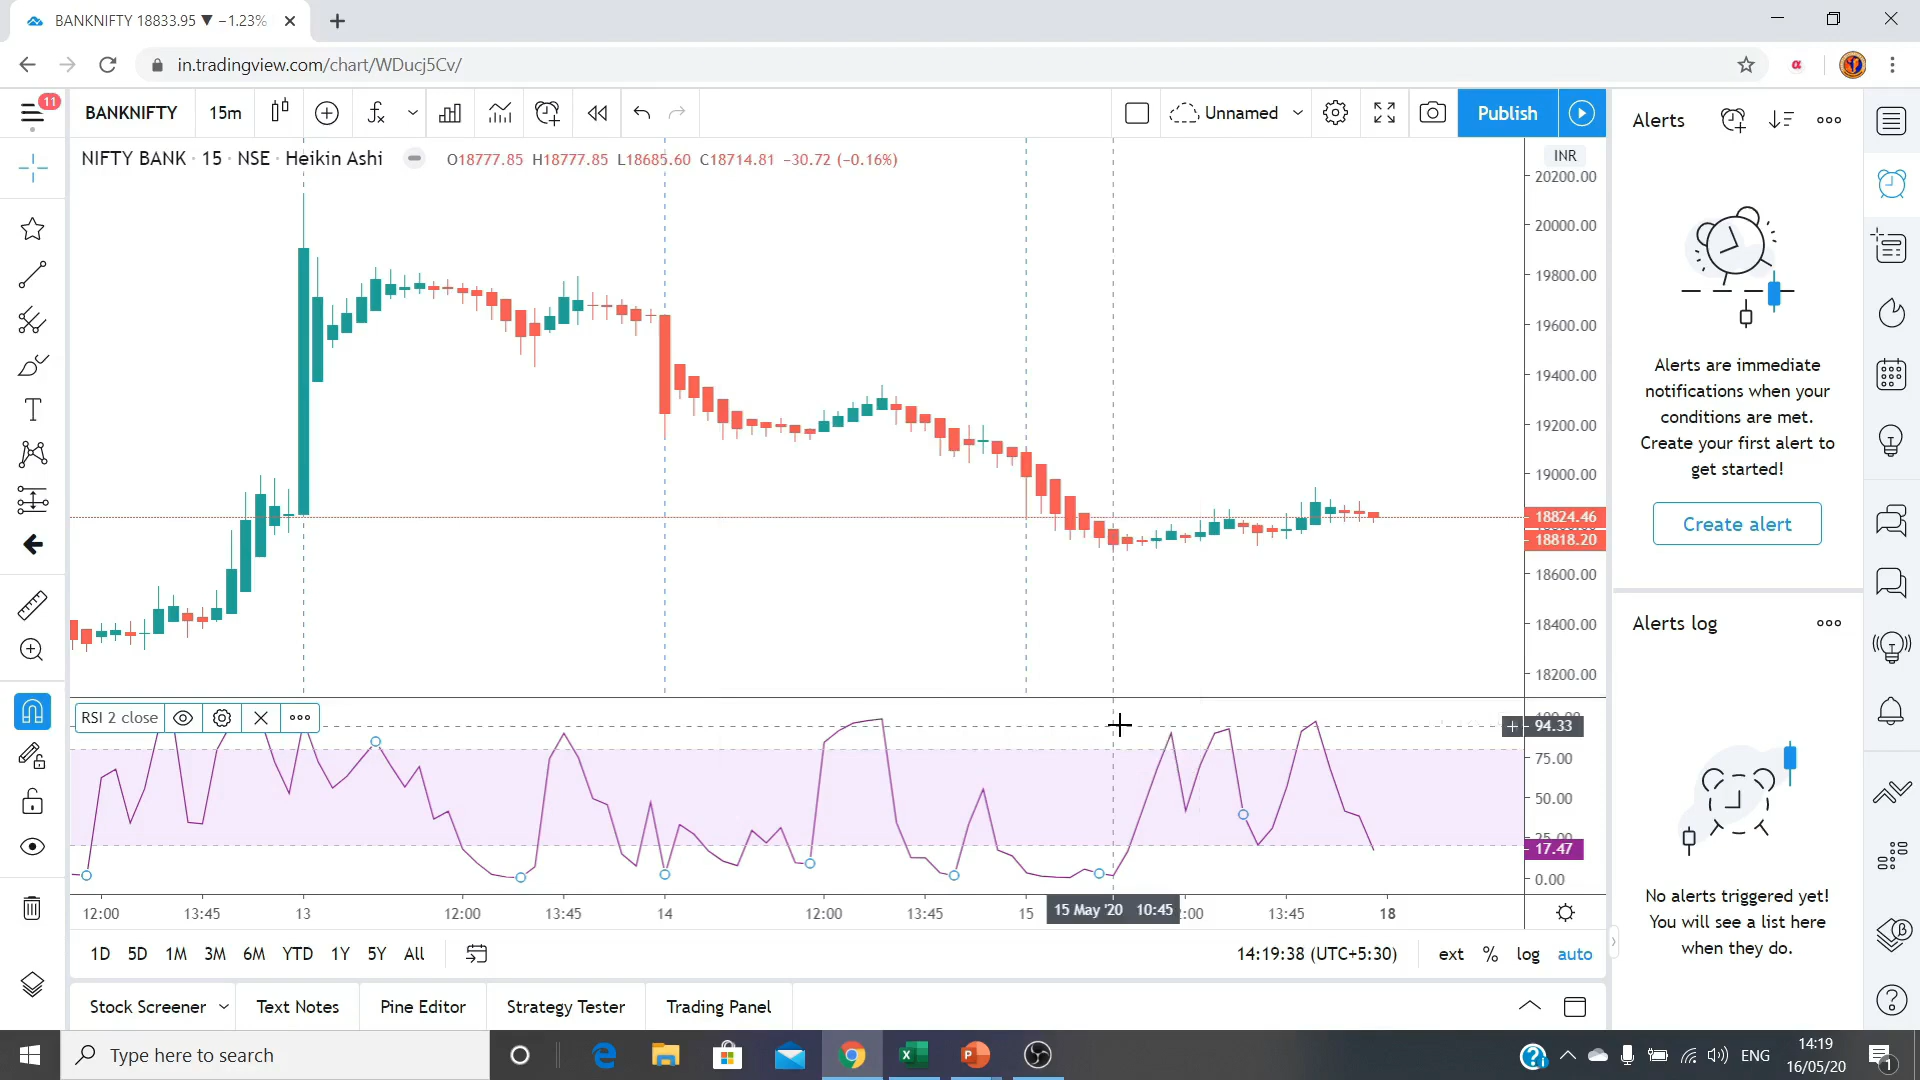 BANKNIFTY 18833.95 ▼ −1.23%
in.tradingview.com/chart/WDucj5Cv/
11
BANKNIFTY 15m
Unnamed
Publish
NIFTY BANK · 15 · NSE · Heikin Ashi O18777.85 H18777.85 L18685.60 C18714.81 −30.72 (−0.16%)
INR
20200.00
20000.00
19800.00
19600.00
19400.00
19200.00
19000.00
18824.46
18818.20
18600.00
18400.00
18200.00
RSI 2 close
94.33
75.00
50.00
25.00
17.47
0.00
12:00 13:45 13 12:00 13:45 14 12:00 13:45 15 15 May '20 10:45 2:00 13:45 18
1D 5D 1M 3M 6M YTD 1Y 5Y All
14:19:38 (UTC+5:30) ext % log auto
Stock Screener Text Notes Pine Editor Strategy Tester Trading Panel
Alerts
Alerts are immediate
notifications when your
conditions are met.
Create your first alert to
get started!
Create alert
Alerts log
No alerts triggered yet!
You will see a list here
when they do.
Type here to search
ENG
14:19
16/05/20
1